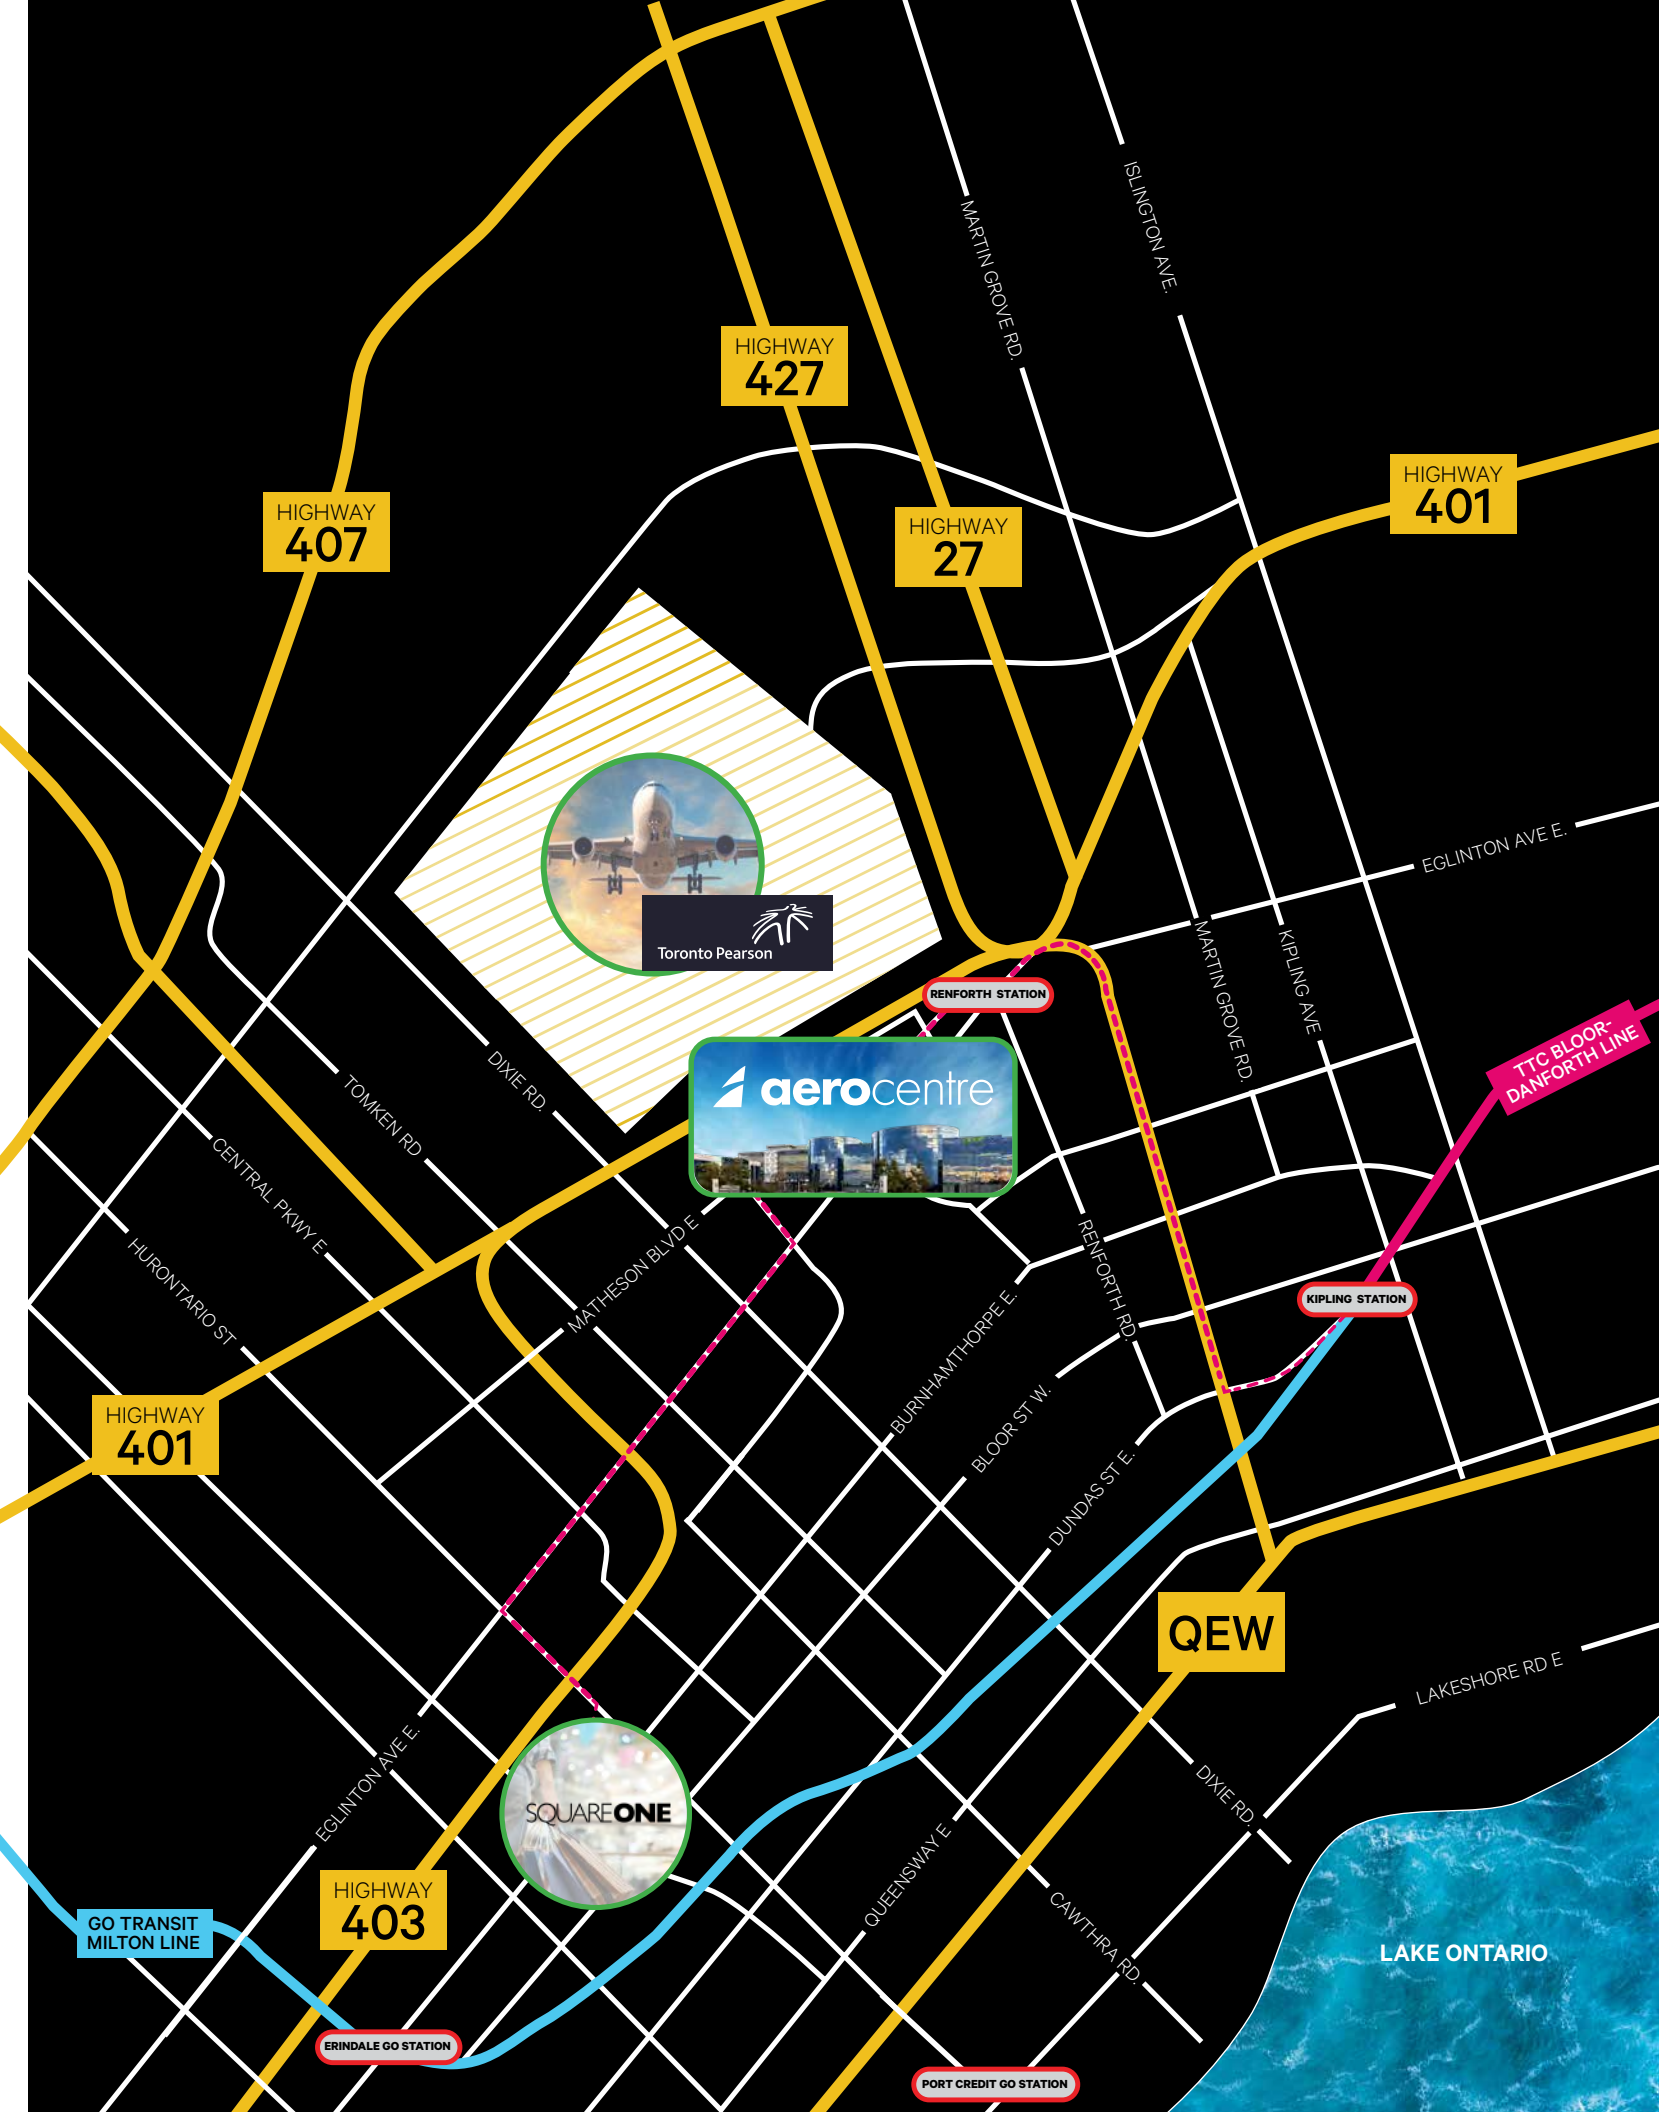 ISLINGTON AVE.
MARTIN GROVE RD.
HIGHWAY
427
HIGHWAY
401
HIGHWAY
407
HIGHWAY
27
EGLINTON AVE E.
Toronto Pearson
MARTIN GROVE RD.
KIPLING AVE
RENFORTH STATION
TTC BLOOR-
DANFORTH LINE
aerocentre
DIXIE RD.
TOMKEN RD
CENTRAL PKWY E
HURONTARIO ST
MATHESON BLVD E
RENFORTH RD.
KIPLING STATION
BURNHAMTHORPE E.
BLOOR ST W.
DUNDAS ST E.
HIGHWAY
401
QEW
LAKESHORE RD E
EGLINTON AVE E.
SQUAREONE
DIXIE RD.
QUEENSWAY E
CAWTHRA RD.
HIGHWAY
403
GO TRANSIT
MILTON LINE
LAKE ONTARIO
ERINDALE GO STATION
PORT CREDIT GO STATION